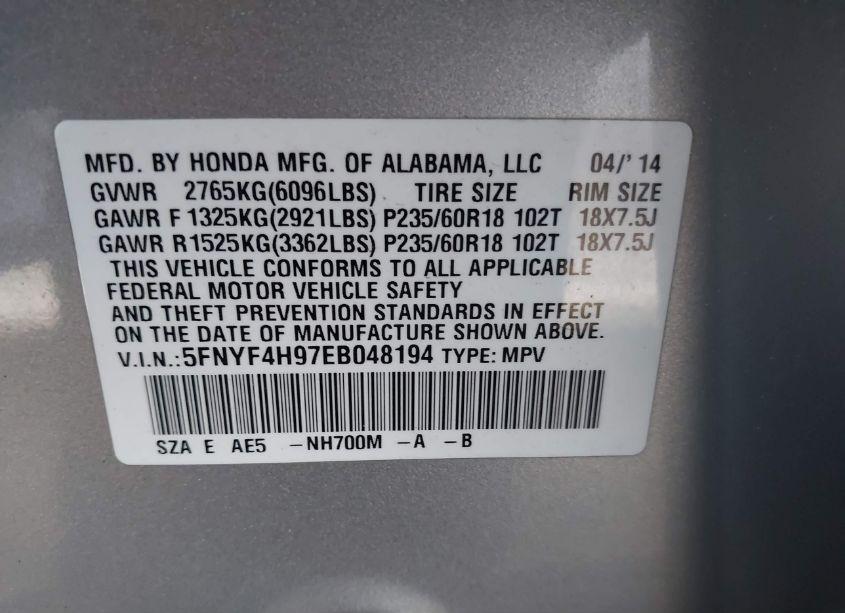 MFD. BY HONDA MFG. OF ALABAMA, LLC 04/' 14
GVWR 2765KG(6096LBS) TIRE SIZE RIM SIZE
GAWR F 1325KG(2921LBS) P235/60R18 102T 18X7.5J
GAWR R1525KG(3362LBS) P235/60R18 102T 18X7.5J
THIS VEHICLE CONFORMS TO ALL APPLICABLE
FEDERAL MOTOR VEHICLE SAFETY
AND THEFT PREVENTION STANDARDS IN EFFECT
ON THE DATE OF MANUFACTURE SHOWN ABOVE.
V.I.N.:5FNYF4H97EB048194 TYPE: MPV
SZA E AE5 -NH700M -A -B